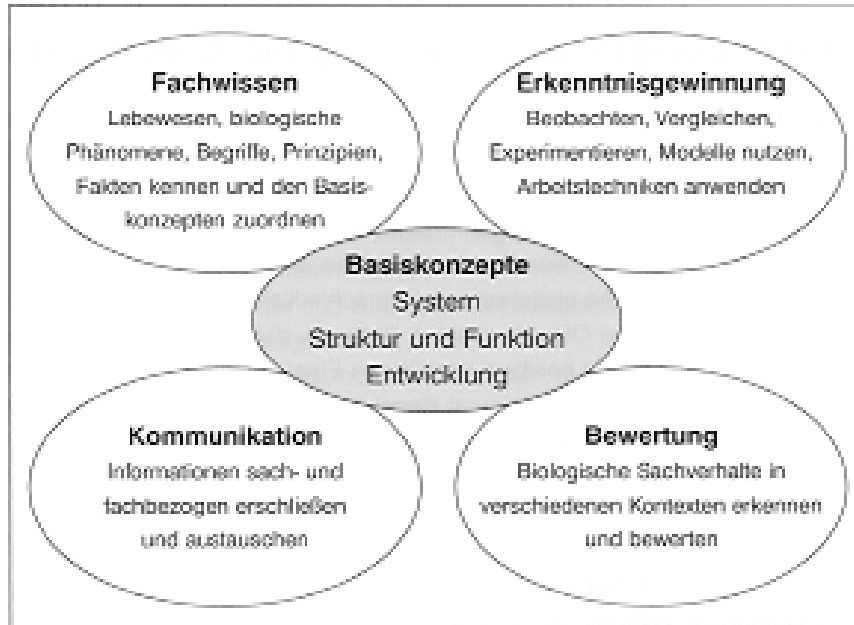 Fachwissen
Lebewesen, biologische
Phänomene, Begriffe, Prinzipien,
Fakten kennen und den Basis-
konzepten zuordnen
Erkenntnisgewinnung
Beobachten, Vergleichen,
Experimentieren, Modelle nutzen,
Arbeitstechniken anwenden
Basiskonzepte
System
Struktur und Funktion
Entwicklung
Kommunikation
Informationen sach- und
fachbezogen erschließen
und austauschen
Bewertung
Biologische Sachverhalte in
verschiedenen Kontexten erkennen
und bewerten